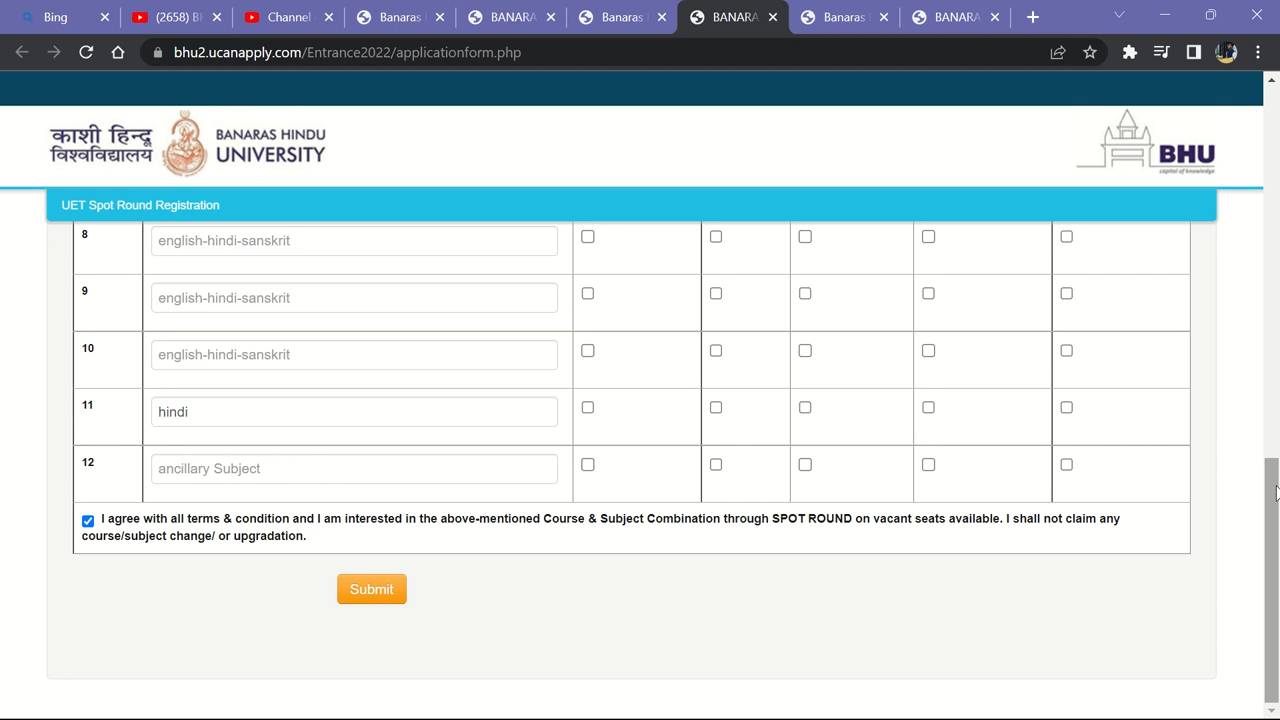 Bing
(2658) B
Channel
Banaras
BANARA
Banaras
BANARA
Banaras
BANARA
bhu2.ucanapply.com/Entrance2022/applicationform.php
काशी हिन्दू
विश्वविद्यालय
BANARAS HINDU
UNIVERSITY
BHU
capital of knowledge
UET Spot Round Registration
8 english-hindi-sanskrit
9 english-hindi-sanskrit
10 english-hindi-sanskrit
11 hindi
12 ancillary Subject
I agree with all terms & condition and I am interested in the above-mentioned Course & Subject Combination through SPOT ROUND on vacant seats available. I shall not claim any
course/subject change/ or upgradation.
Submit